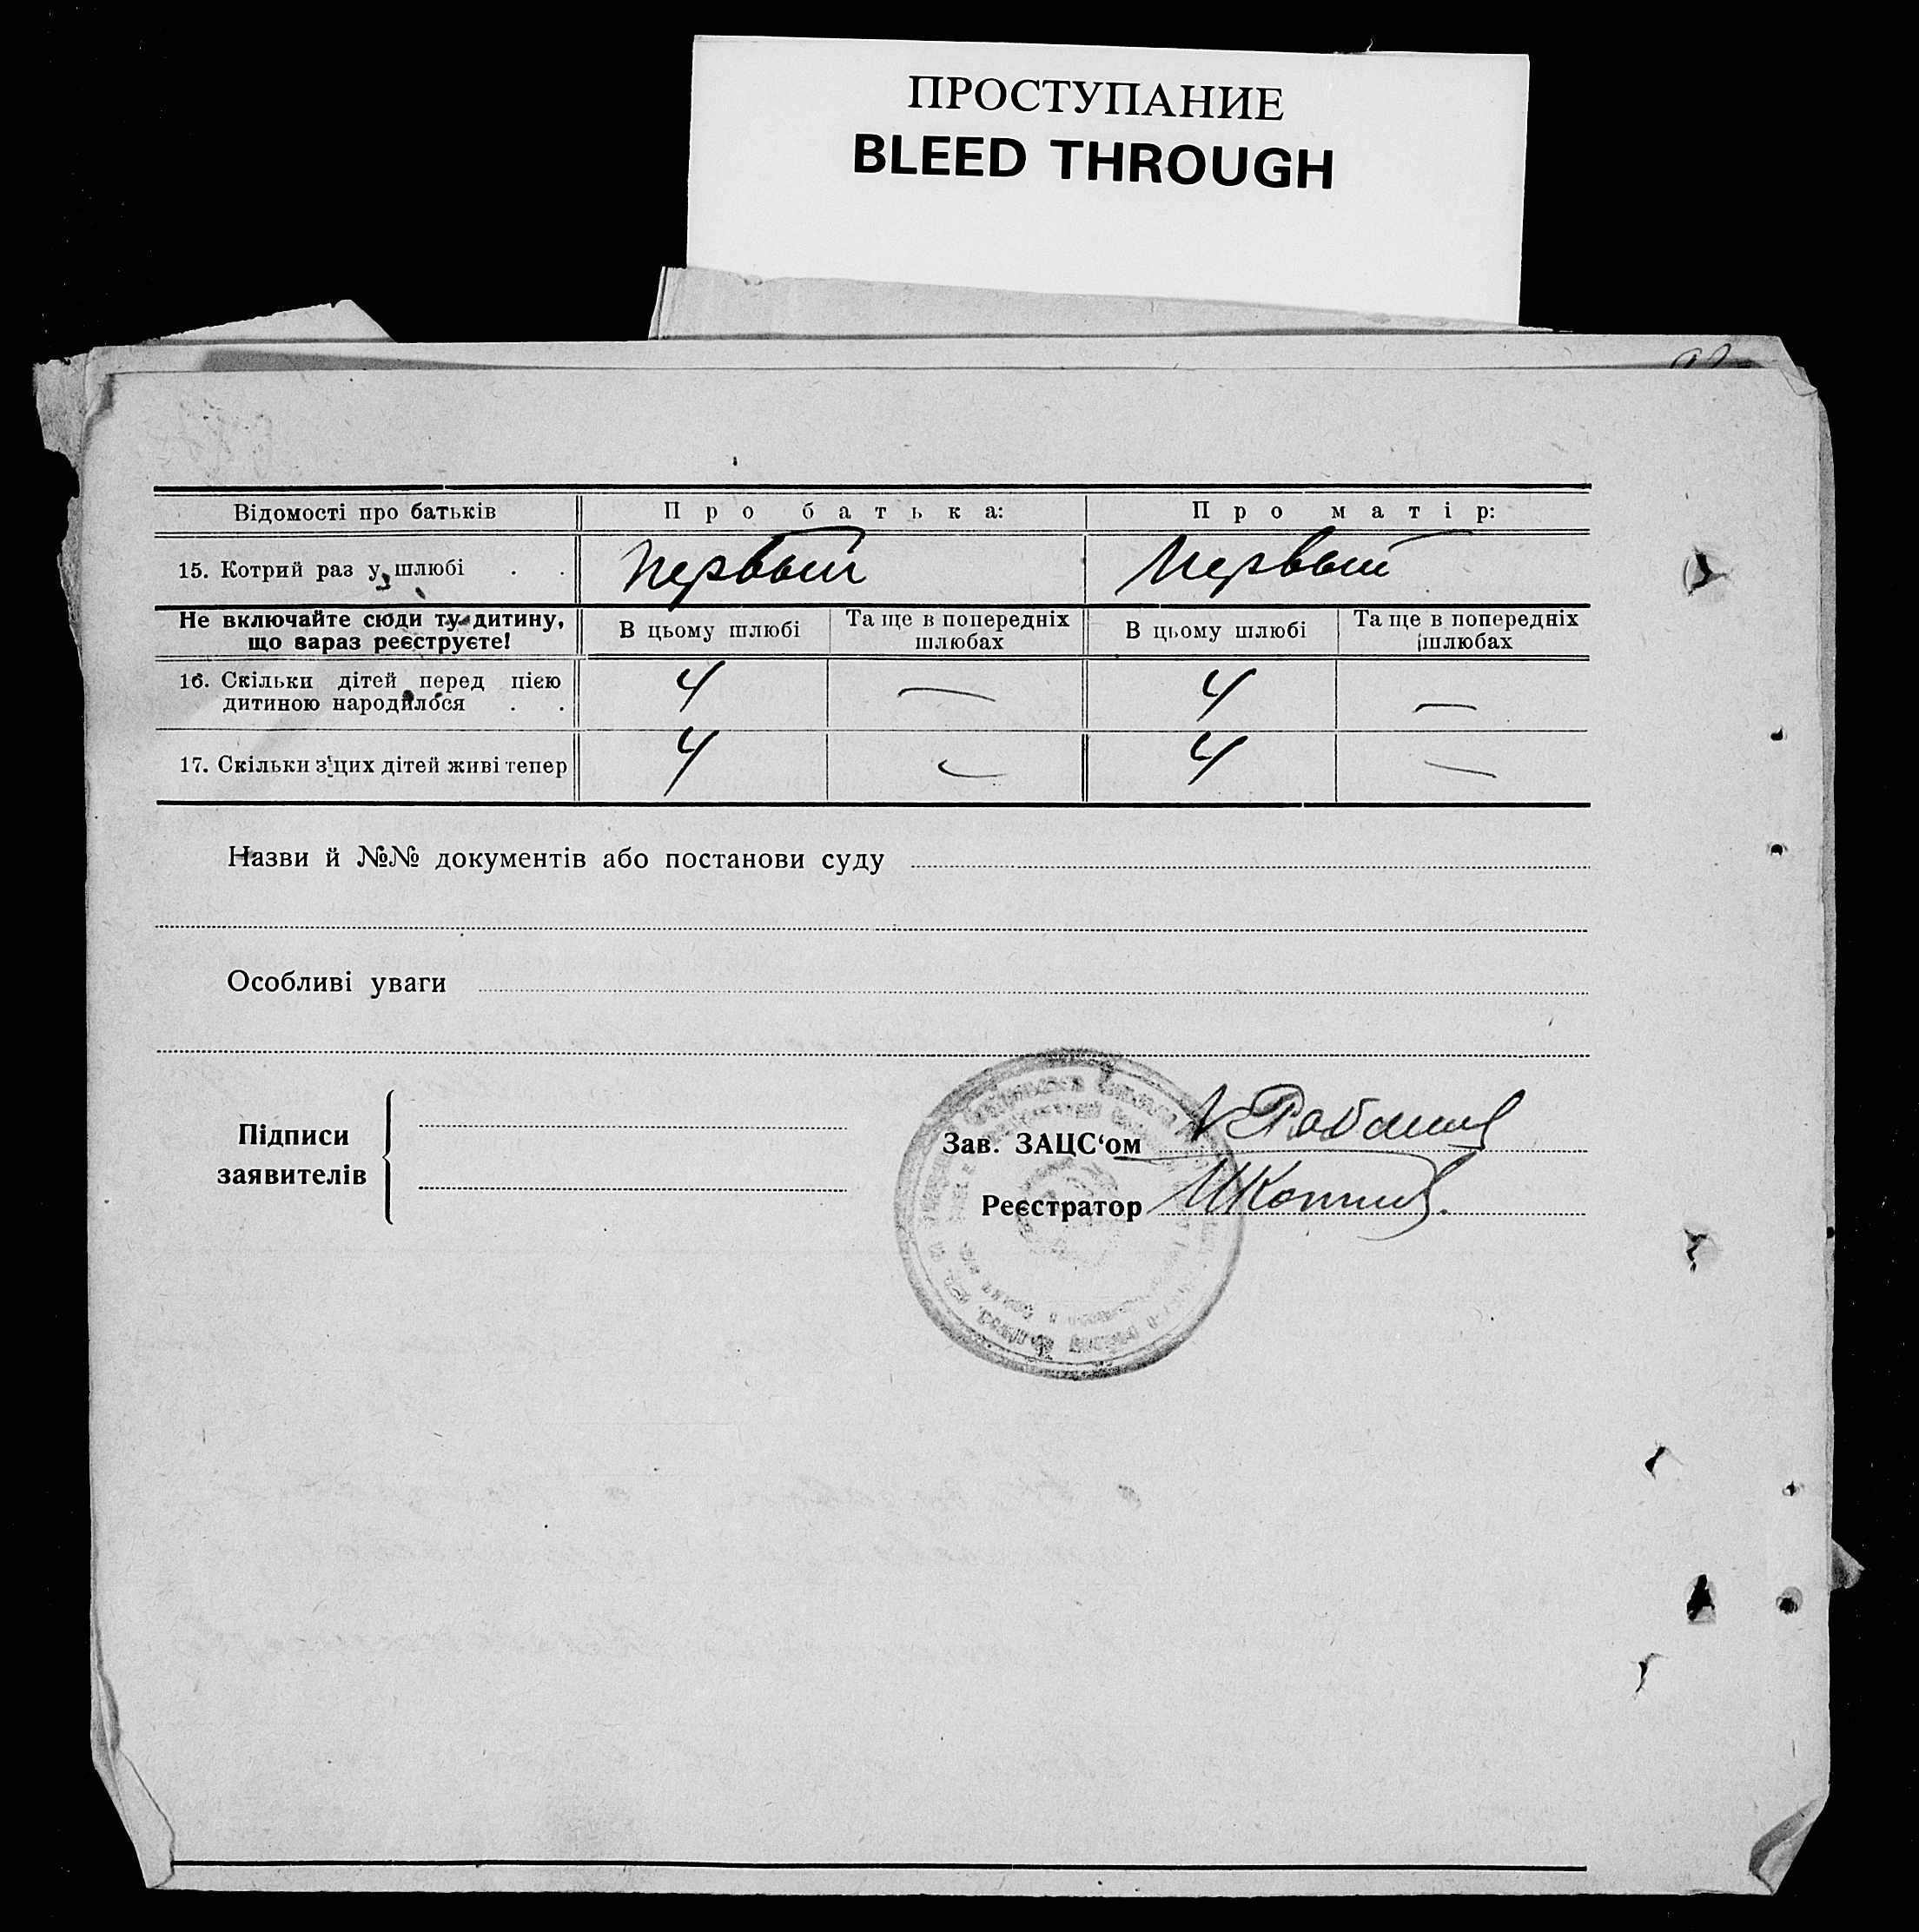 ПРОСТУПАНИЕ
BLEED THROUGH
Відомості про батьків Про батька: Про матір:
15. Котрий раз у шлюбі . . первый первый
Не включайте сюди ту дитину, що вараз реєструєте! В цьому шлюбі Та ще в попередніх шлюбах В цьому шлюбі Та ще в попередніх шлюбах
16. Скільки дітей перед цією дитиною народилося . . 4 — 4 —
17. Скільки з цих дітей живі тепер 4 — 4 —
Назви й №№ документів або постанови суду
Особливі уваги
Підписи заявителів
Зав. ЗАЦС‘ом
Реєстратор